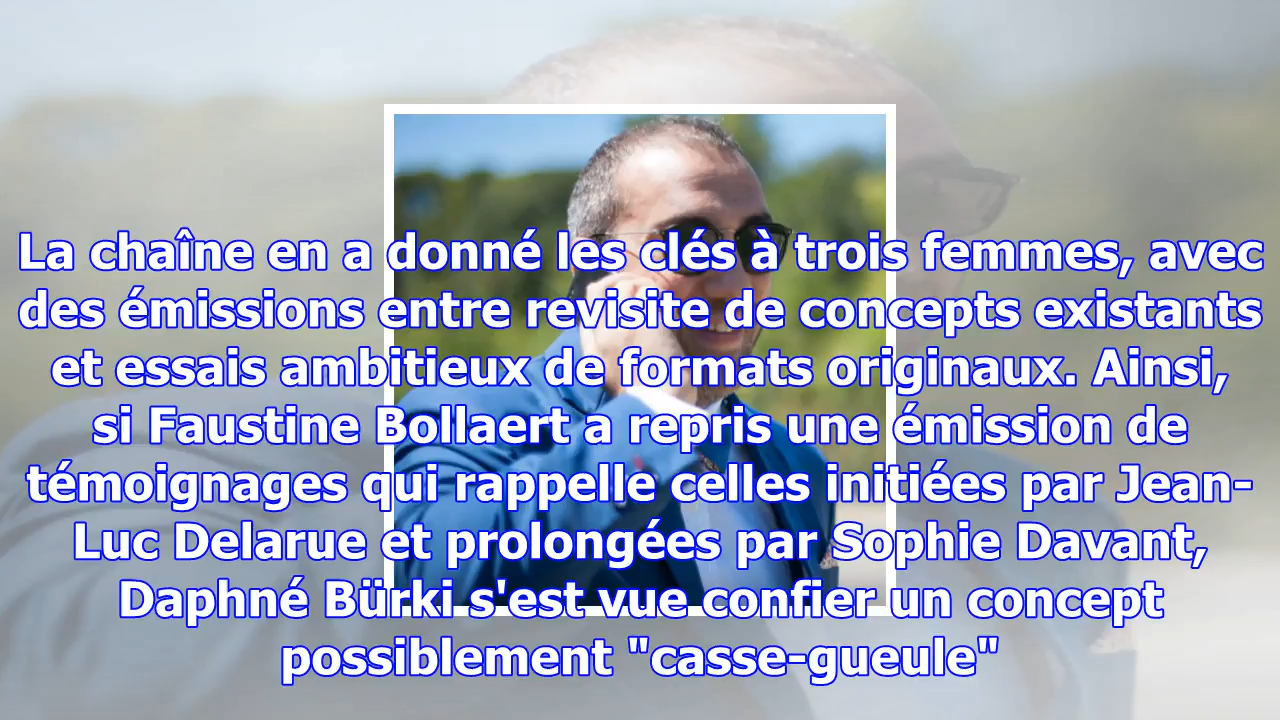 La chaîne en a donné les clés à trois femmes, avec
des émissions entre revisite de concepts existants
et essais ambitieux de formats originaux. Ainsi,
si Faustine Bollaert a repris une émission de
témoignages qui rappelle celles initiées par Jean-
Luc Delarue et prolongées par Sophie Davant,
Daphné Bürki s'est vue confier un concept
possiblement "casse-gueule"